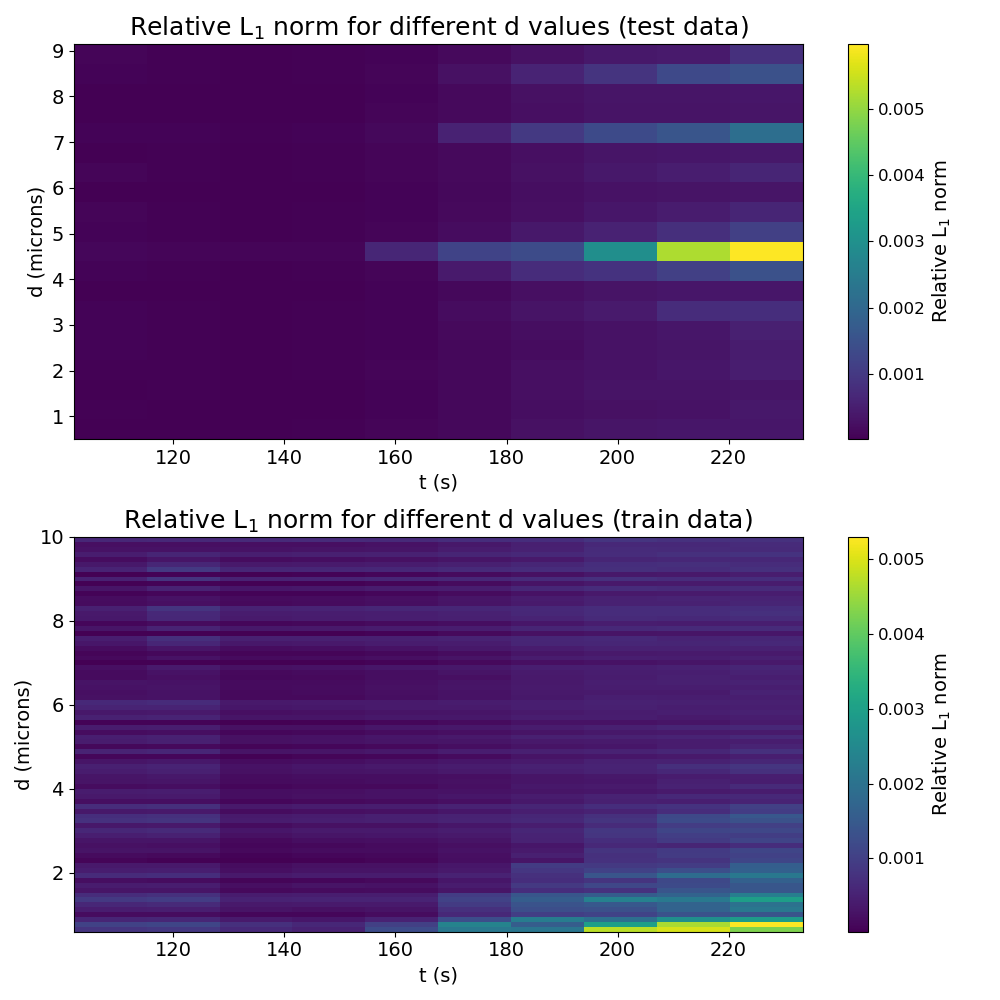 Relative L₁ norm for different d values (test data)
9
8
7
6
5
4
3
2
1
d (microns)
120 140 160 180 200 220
t (s)
0.005
0.004
0.003
0.002
0.001
Relative L₁ norm
Relative L₁ norm for different d values (train data)
10
8
6
4
2
d (microns)
120 140 160 180 200 220
t (s)
0.005
0.004
0.003
0.002
0.001
Relative L₁ norm